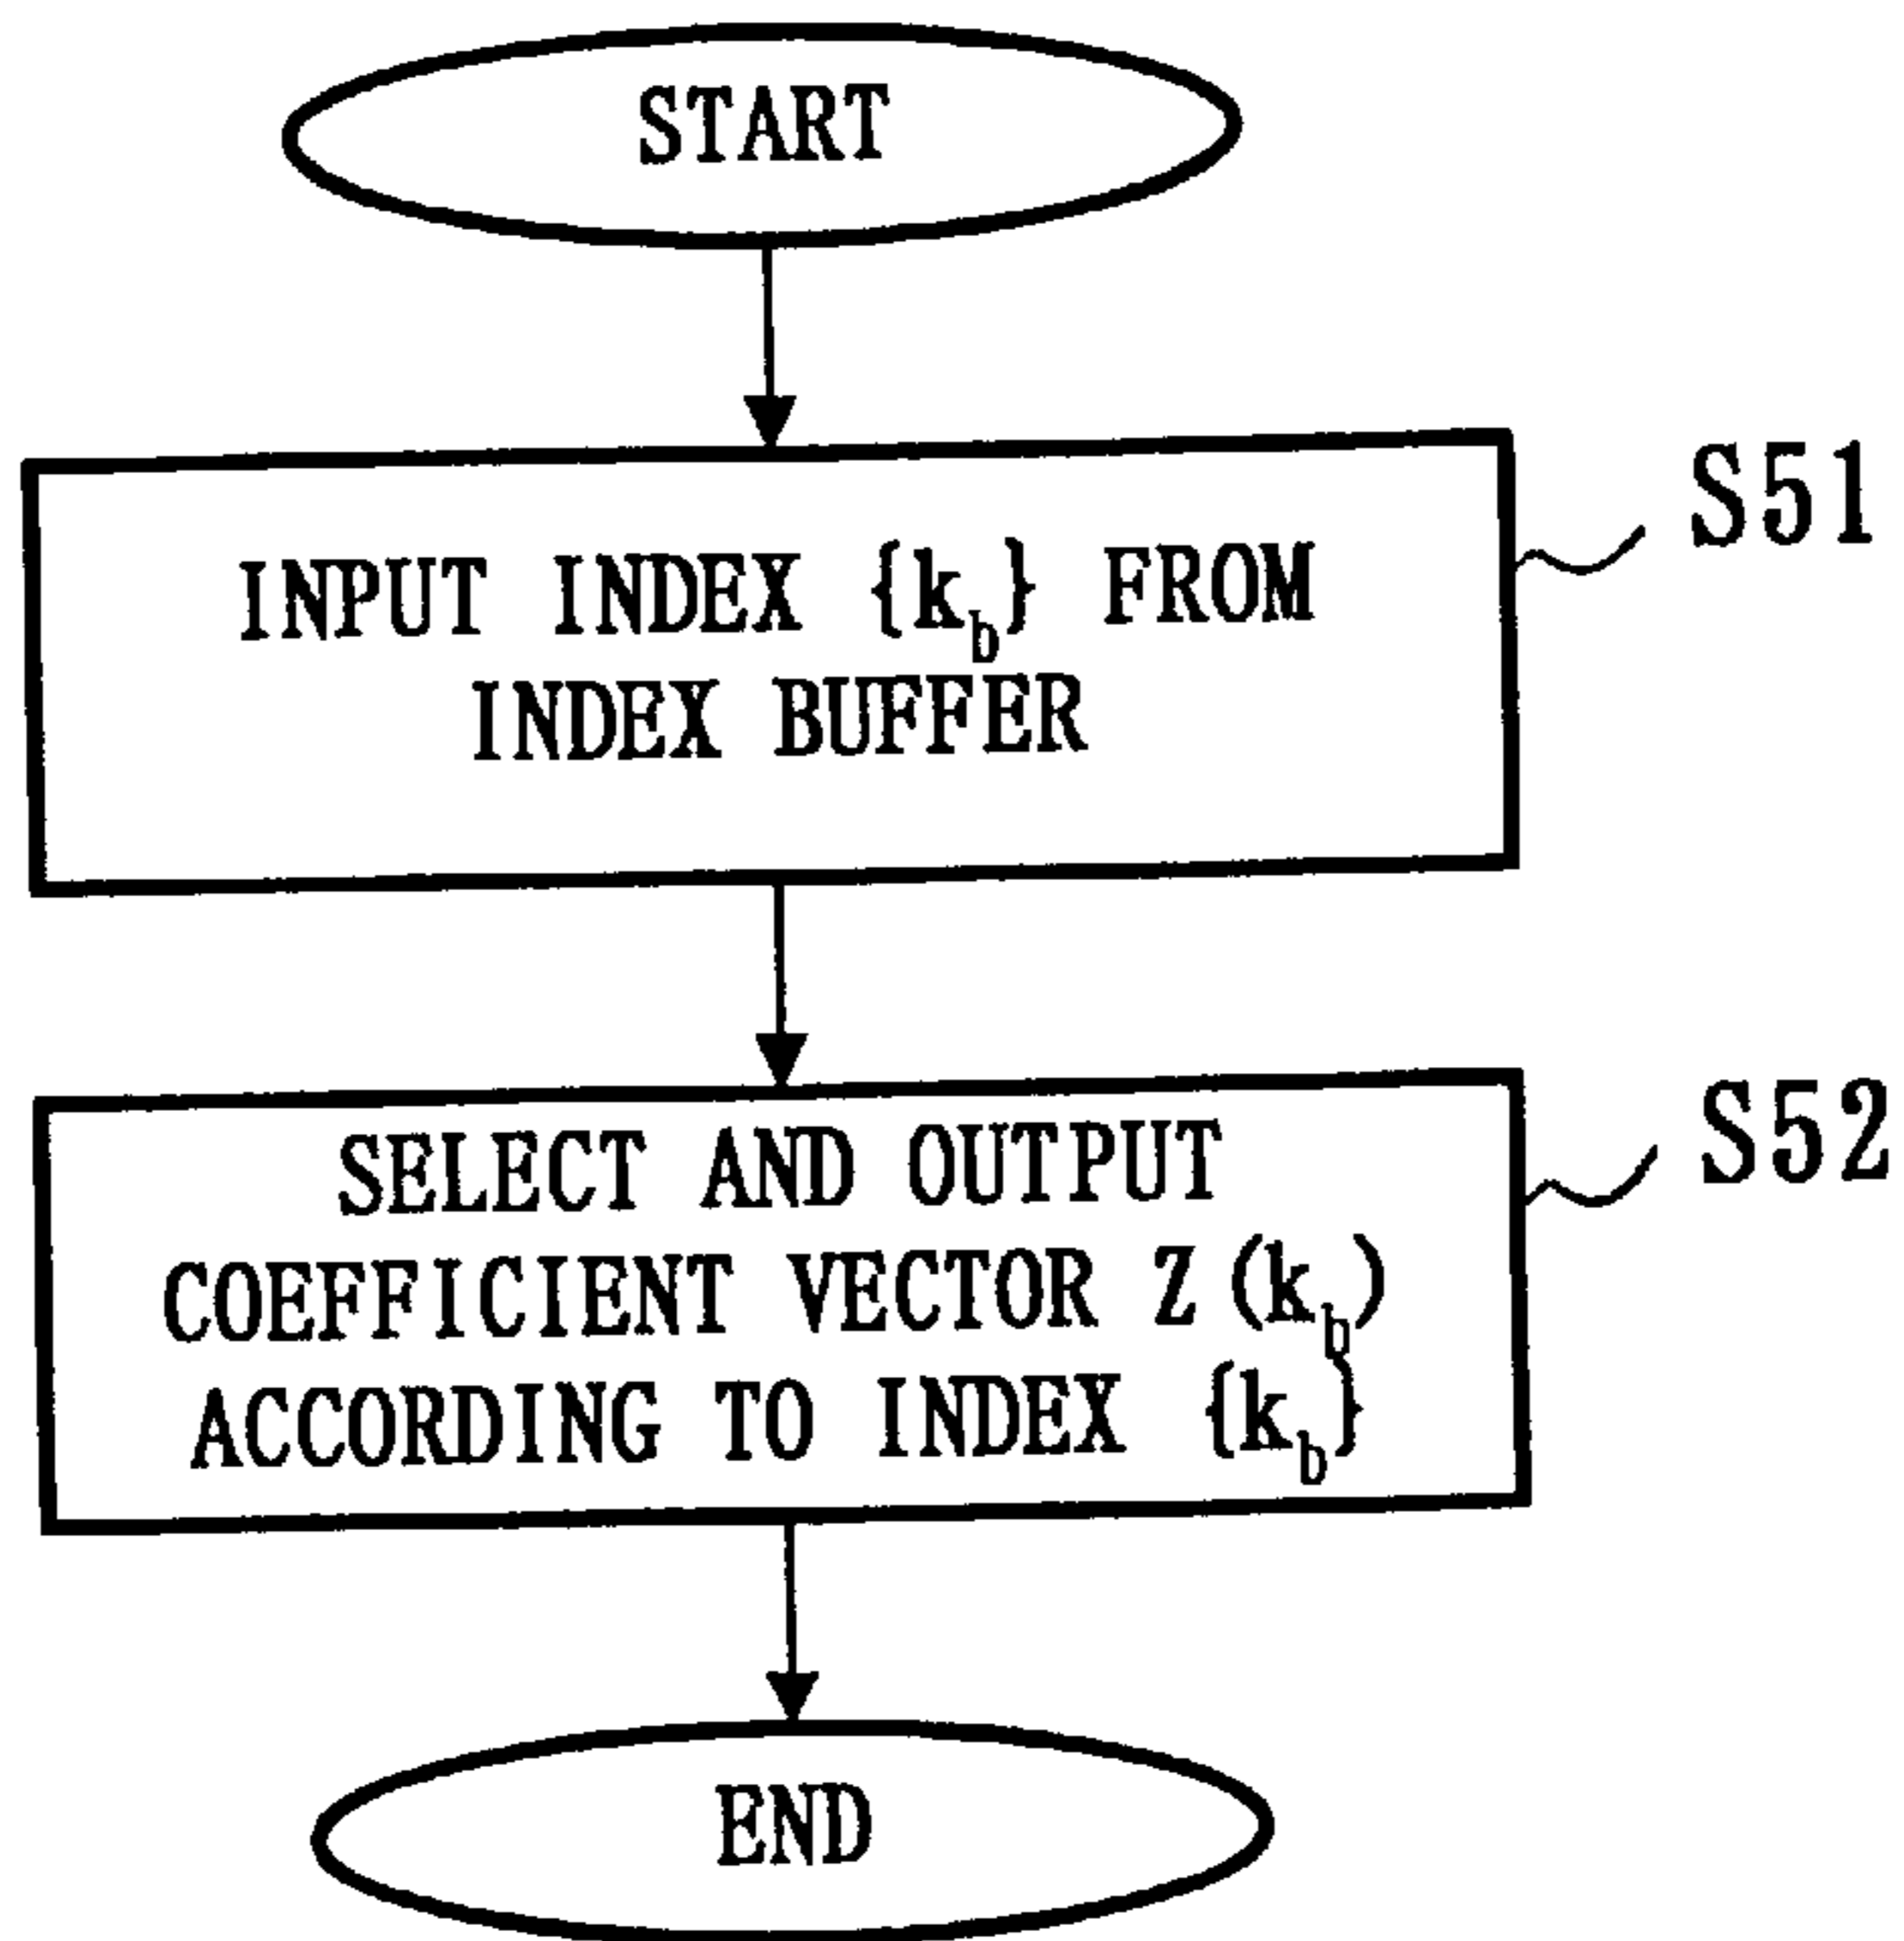 START
S51
INPUT INDEX {k_b} FROM
INDEX BUFFER
S52
SELECT AND OUTPUT
COEFFICIENT VECTOR Z(k_b)
ACCORDING TO INDEX {k_b}
END